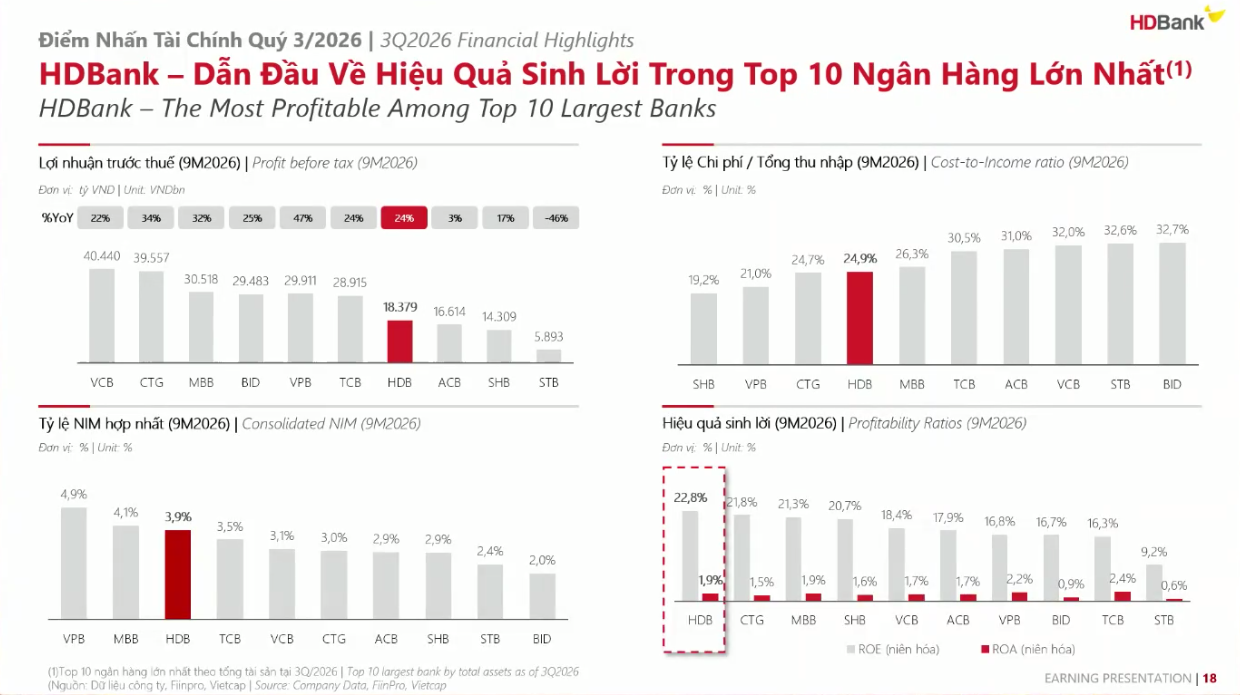 HDBank
Điểm Nhấn Tài Chính Quý 3/2026 | 3Q2026 Financial Highlights
HDBank – Dẫn Đầu Về Hiệu Quả Sinh Lời Trong Top 10 Ngân Hàng Lớn Nhất(1)
HDBank – The Most Profitable Among Top 10 Largest Banks
Lợi nhuận trước thuế (9M2026) | Profit before tax (9M2026)
Đơn vị: tỷ VND | Unit: VNDbn
%YoY 22% 34% 32% 25% 47% 24% 24% 3% 17% -46%
40.440 39.557 30.518 29.483 29.911 28.915 18.379 16.614 14.309 5.893
VCB CTG MBB BID VPB TCB HDB ACB SHB STB
Tỷ lệ Chi phí / Tổng thu nhập (9M2026) | Cost-to-Income ratio (9M2026)
Đơn vị: % | Unit: %
19,2% 21,0% 24,7% 24,9% 26,3% 30,5% 31,0% 32,0% 32,6% 32,7%
SHB VPB CTG HDB MBB TCB ACB VCB STB BID
Tỷ lệ NIM hợp nhất (9M2026) | Consolidated NIM (9M2026)
Đơn vị: % | Unit: %
4,9% 4,1% 3,9% 3,5% 3,1% 3,0% 2,9% 2,9% 2,4% 2,0%
VPB MBB HDB TCB VCB CTG ACB SHB STB BID
Hiệu quả sinh lời (9M2026) | Profitability Ratios (9M2026)
Đơn vị: % | Unit: %
22,8% 21,8% 21,3% 20,7% 18,4% 17,9% 16,8% 16,7% 16,3% 9,2%
1,9% 1,5% 1,9% 1,6% 1,7% 1,7% 2,2% 0,9% 2,4% 0,6%
HDB CTG MBB SHB VCB ACB VPB BID TCB STB
ROE (niên hóa) ROA (niên hóa)
(1)Top 10 ngân hàng lớn nhất theo tổng tài sản tại 3Q/2026 | Top 10 largest bank by total assets as of 3Q2026
(Nguồn: Dữ liệu công ty, Fiinpro, Vietcap | Source: Company Data, FiinPro, Vietcap
EARNING PRESENTATION | 18